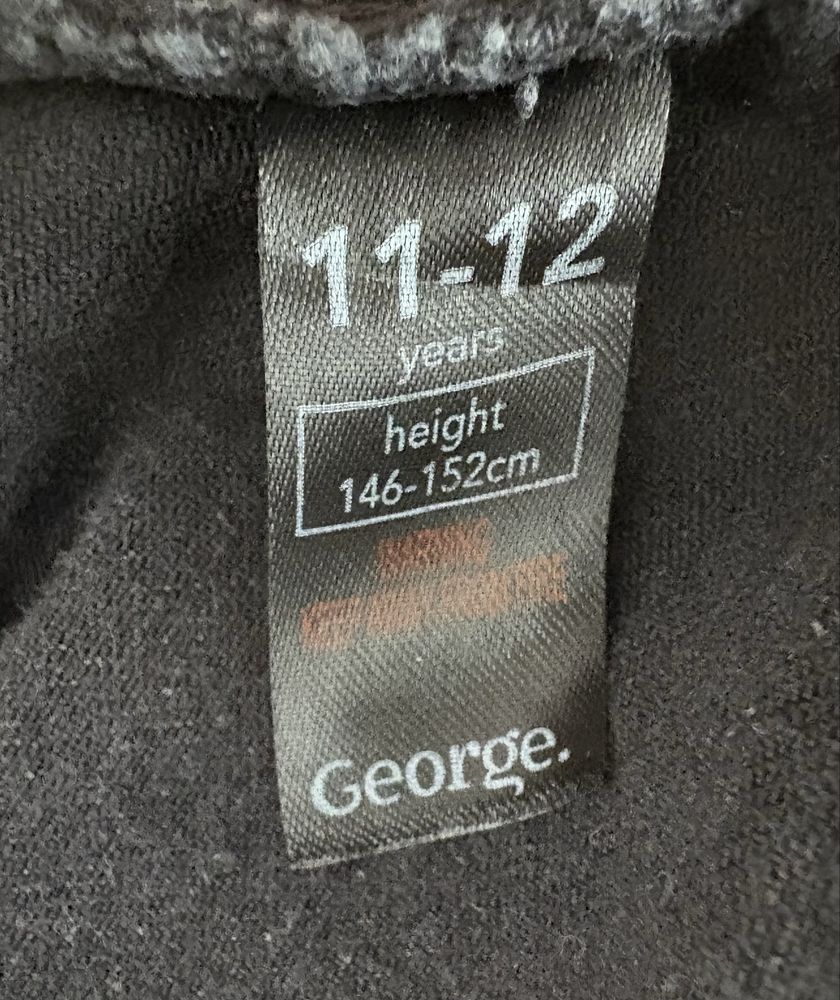 11-12
years
height
146-152cm
George.